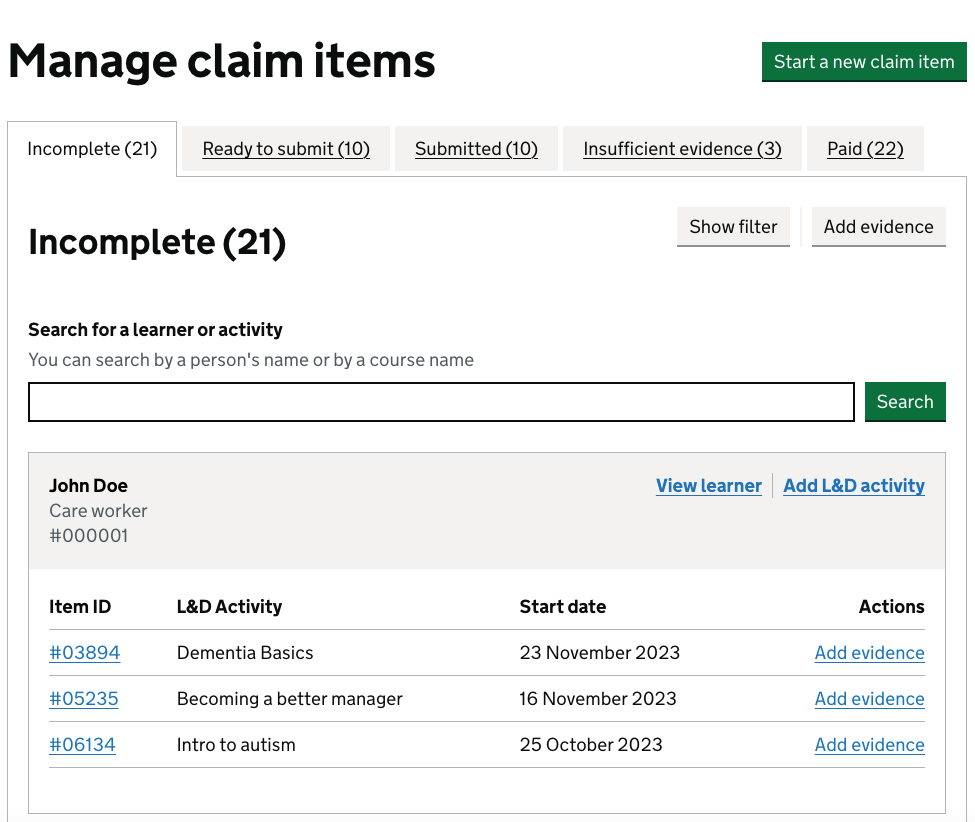 Manage claim items
Start a new claim item
Incomplete (21)
Ready to submit (10)
Submitted (10)
Insufficient evidence (3)
Paid (22)
Incomplete (21)
Show filter
Add evidence
Search for a learner or activity
You can search by a person's name or by a course name
Search
John Doe
View learner
Add L&D activity
Care worker
#000001
Item ID L&D Activity Start date Actions
#03894 Dementia Basics 23 November 2023 Add evidence
#05235 Becoming a better manager 16 November 2023 Add evidence
#06134 Intro to autism 25 October 2023 Add evidence